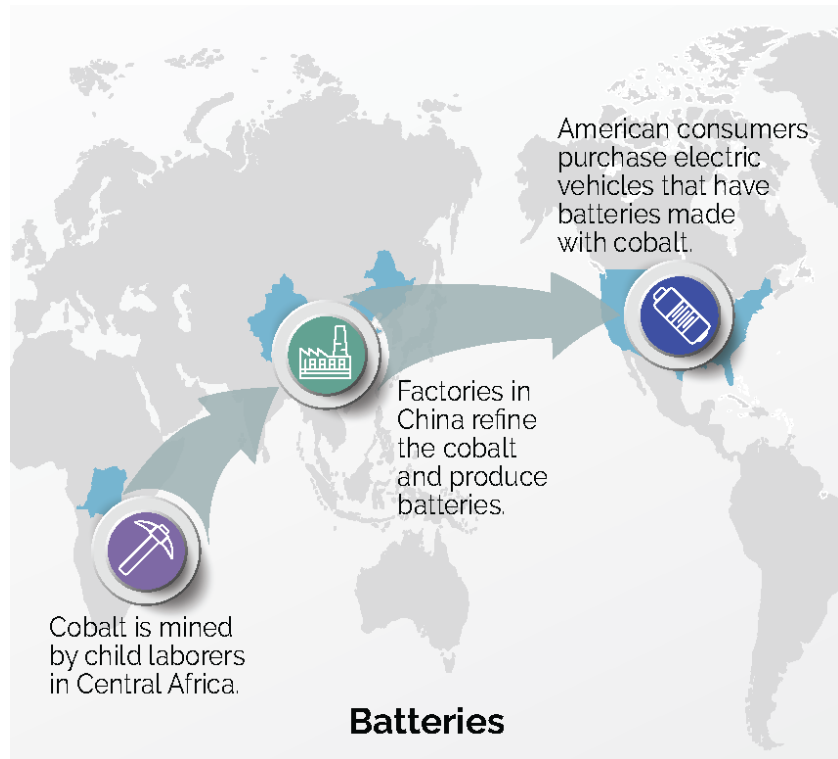 American consumers
purchase electric
vehicles that have
batteries made
with cobalt.
Factories in
China refine
the cobalt
and produce
batteries.
Cobalt is mined
by child laborers
in Central Africa.
Batteries